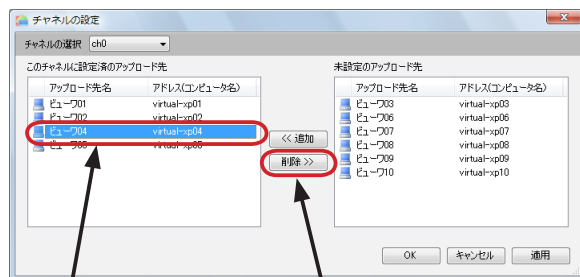 チャネルの設定
チャネルの選択 ch0
このチャネルに設定済のアップロード先
未設定のアップロード先
アップロード先名 アドレス(コンピュータ名)
ビューワ01 virtual-xp01
ビューワ02 virtual-xp02
ビューワ04 virtual-xp04
ビューワ05 virtual-xp05
<< 追加
削除 >>
アップロード先名 アドレス(コンピュータ名)
ビューワ03 virtual-xp03
ビューワ06 virtual-xp06
ビューワ07 virtual-xp07
ビューワ08 virtual-xp08
ビューワ09 virtual-xp09
ビューワ10 virtual-xp10
OK キャンセル 適用